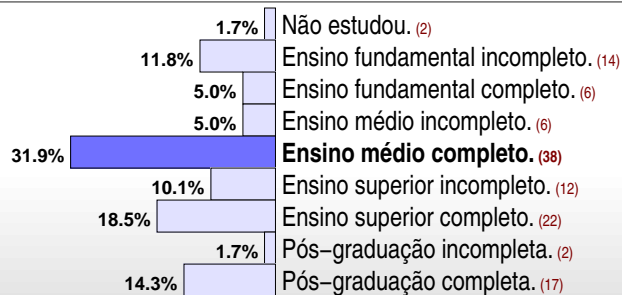 1.7% Não estudou. (2)
11.8% Ensino fundamental incompleto. (14)
5.0% Ensino fundamental completo. (6)
5.0% Ensino médio incompleto. (6)
31.9% Ensino médio completo. (38)
10.1% Ensino superior incompleto. (12)
18.5% Ensino superior completo. (22)
1.7% Pós−graduação incompleta. (2)
14.3% Pós−graduação completa. (17)